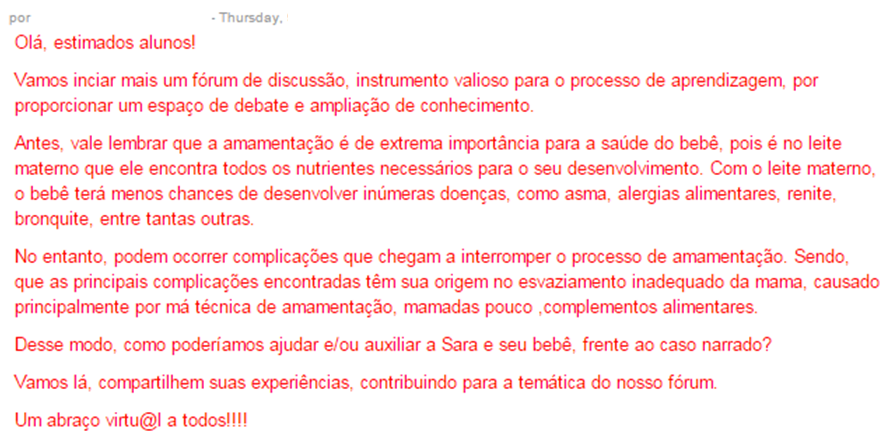 por - Thursday,
Olá, estimados alunos!
Vamos inciar mais um fórum de discussão, instrumento valioso para o processo de aprendizagem, por
proporcionar um espaço de debate e ampliação de conhecimento.
Antes, vale lembrar que a amamentação é de extrema importância para a saúde do bebê, pois é no leite
materno que ele encontra todos os nutrientes necessários para o seu desenvolvimento. Com o leite materno,
o bebê terá menos chances de desenvolver inúmeras doenças, como asma, alergias alimentares, renite,
bronquite, entre tantas outras.
No entanto, podem ocorrer complicações que chegam a interromper o processo de amamentação. Sendo,
que as principais complicações encontradas têm sua origem no esvaziamento inadequado da mama, causado
principalmente por má técnica de amamentação, mamadas pouco ,complementos alimentares.
Desse modo, como poderíamos ajudar e/ou auxiliar a Sara e seu bebê, frente ao caso narrado?
Vamos lá, compartilhem suas experiências, contribuindo para a temática do nosso fórum.
Um abraço virtu@l a todos!!!!